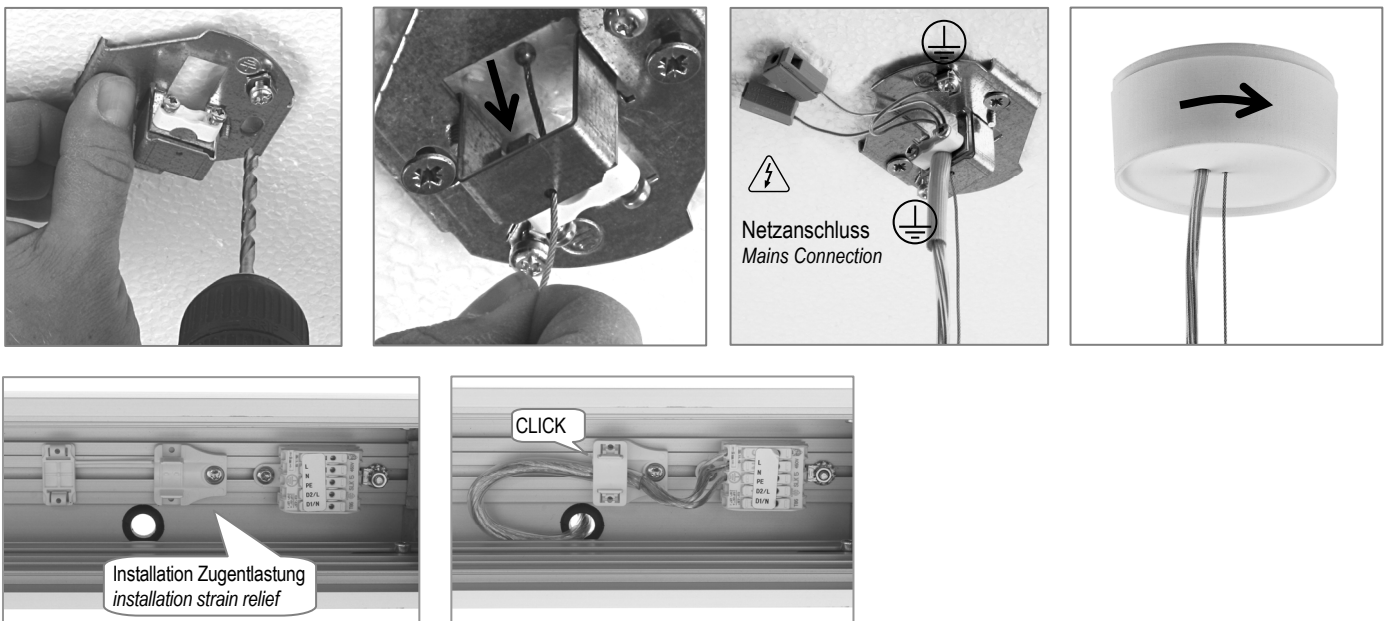 Netzanschluss
Mains Connection
Installation Zugentlastung
installation strain relief
L
N
PE
D2/L
D1/N
CLICK
L
N
PE
D2/L
D1/N